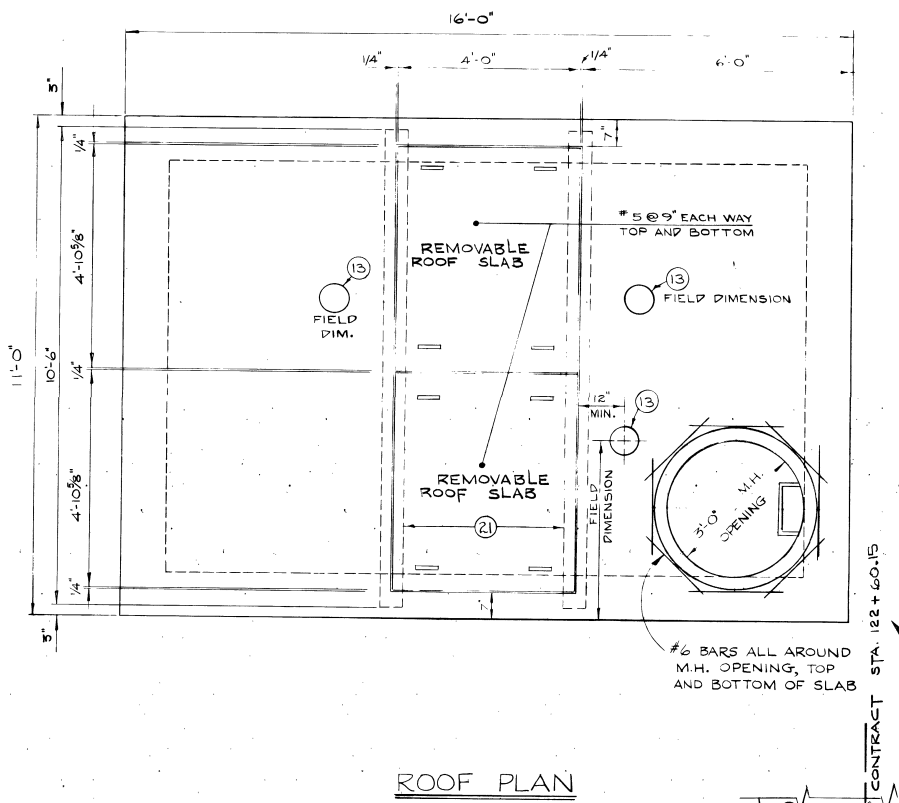 16'-0"
1/4"
4'-0"
1/4"
6'-0"
3"
1/4"
7"
#5 @ 9" EACH WAY
TOP AND BOTTOM
REMOVABLE
ROOF SLAB
4'-10 5/8"
13
FIELD
DIM.
13
FIELD DIMENSION
11'-0"
10'-6"
1/4"
12"
MIN.
13
REMOVABLE
ROOF SLAB
4'-10 5/8"
21
FIELD
DIMENSION
3'-0" M.H.
OPENING
1/4"
7
3"
#6 BARS ALL AROUND
M.H. OPENING, TOP
AND BOTTOM OF SLAB
CONTRACT STA. 122+60.15
ROOF PLAN